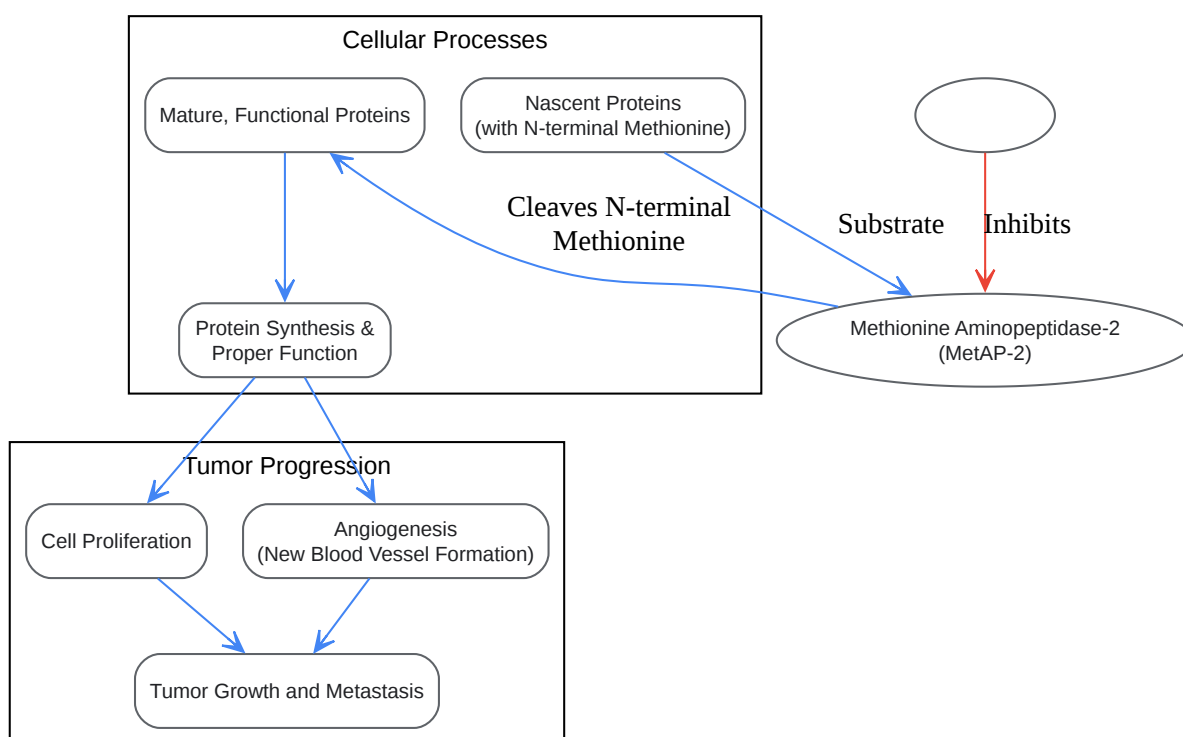 Cellular Processes
Mature, Functional Proteins
Nascent Proteins
(with N-terminal Methionine)
Cleaves N-terminal
Methionine
Substrate
Inhibits
Protein Synthesis &
Proper Function
Methionine Aminopeptidase-2
(MetAP-2)
Tumor Progression
Cell Proliferation
Angiogenesis
(New Blood Vessel Formation)
Tumor Growth and Metastasis